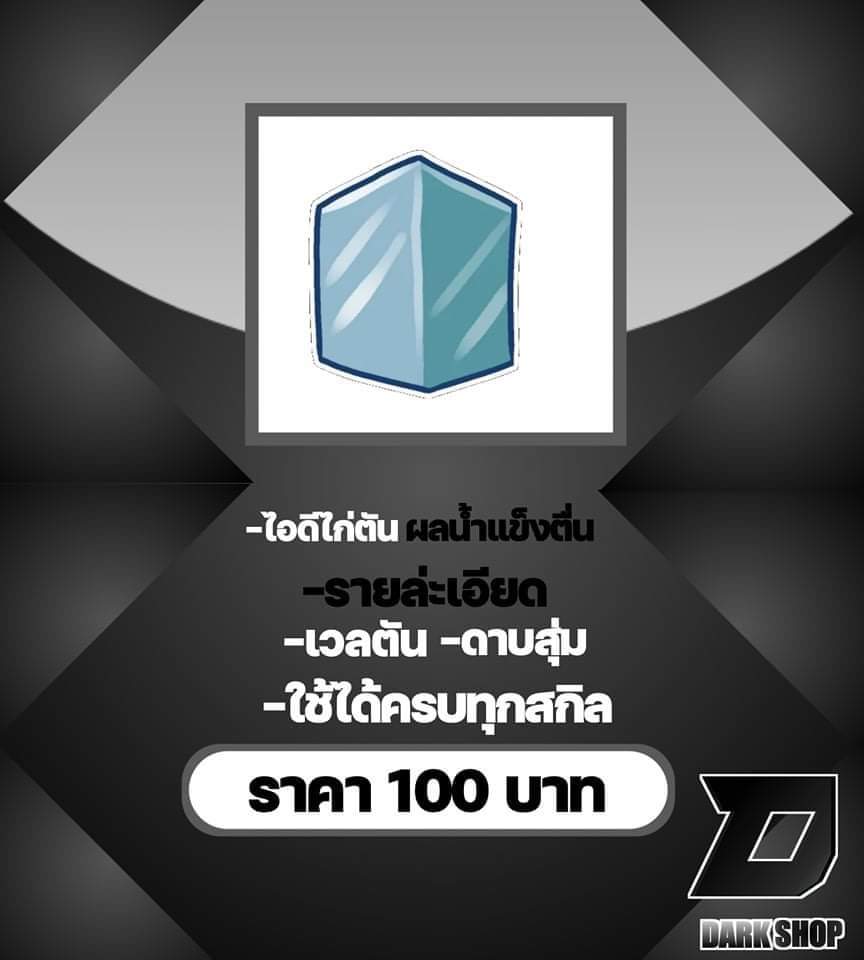 -ไอดีไก่ตัน ผลน้ำแข็งตื่น
-รายล่ะเอียด
-เวลตัน -ดาบสุ่ม
-ใช้ได้ครบทุกสกิล
ราคา 100 บาท
D
DARK SHOP